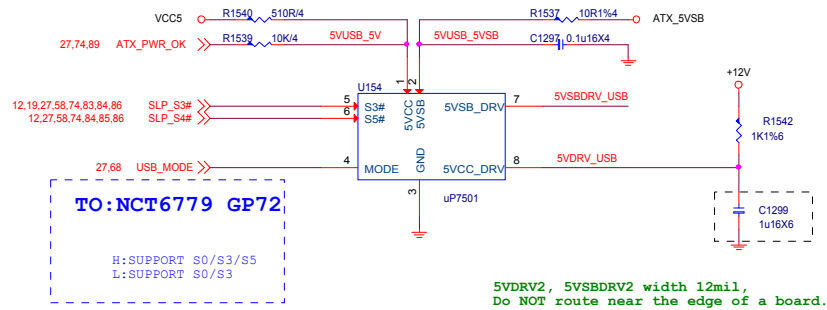 VCC5 R1540 510R/4 R1537 10R1%4 ATX_5VSB
27,74,89 ATX_PWR_OK R1539 10K/4 5VUSB_5V 5VUSB_5VSB C1297 0.1u16X4
+12V
1 2
U154
12,19,27,58,74,83,84,86 SLP_S3# 5 S3# 5VCC 5VSB 5VSB_DRV 7 5VSBDRV_USB
12,27,58,74,84,85,86 SLP_S4# 6 S5#
R1542
1K1%6
27,68 USB_MODE 4 MODE GND 5VCC_DRV 8 5VDRV_USB
3
uP7501
TO:NCT6779 GP72
C1299
1u16X6
H:SUPPORT S0/S3/S5
L:SUPPORT S0/S3
5VDRV2, 5VSBDRV2 width 12mil,
Do NOT route near the edge of a board.